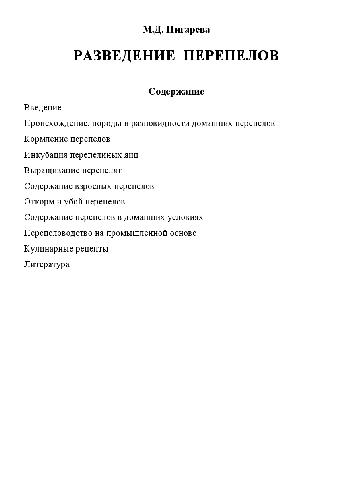 М.Д. Пигарева
РАЗВЕДЕНИЕ ПЕРЕПЕЛОВ
Содержание
Введение
Происхождение, породы и разновидности домашних перепелов
Кормление перепелов
Инкубация перепелиных яиц
Выращивание перепелят
Содержание взрослых перепелов
Откорм и убой перепелов
Содержание перепелов в домашних условиях
Перепеловодство на промышленной основе
Кулинарные рецепты
Литература